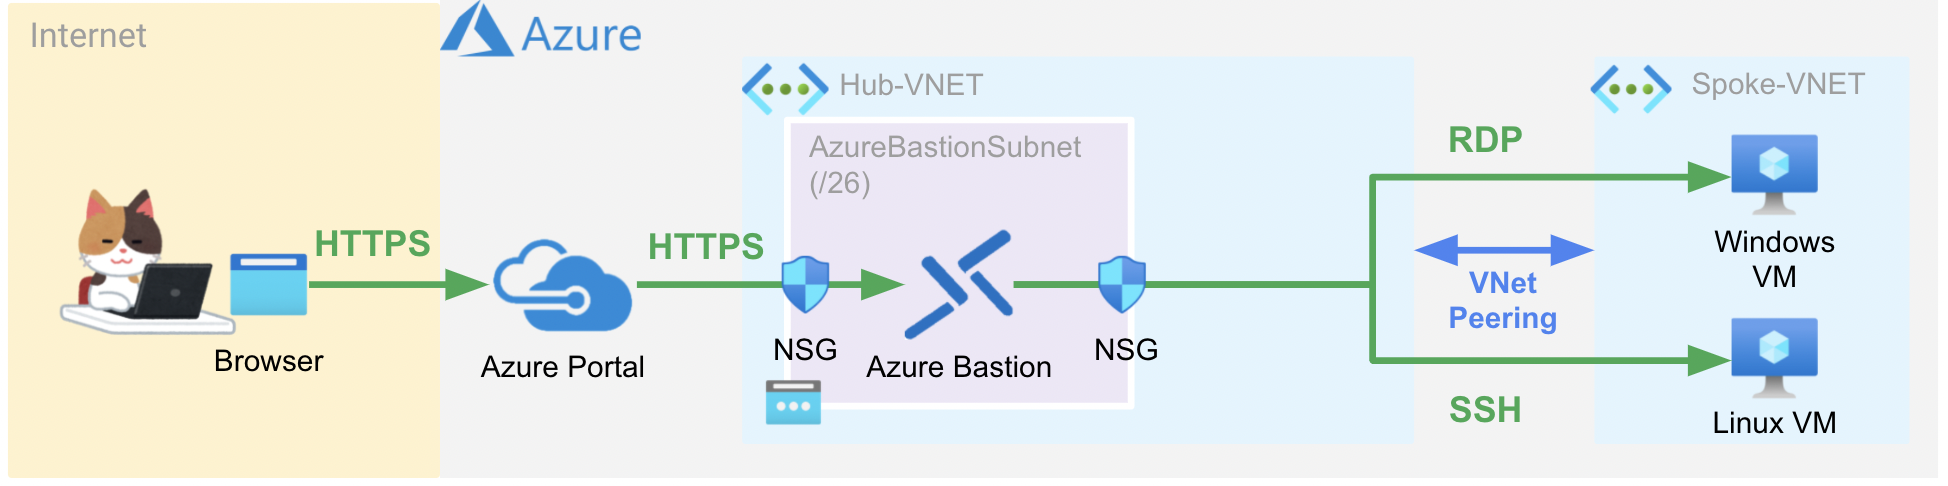 Internet
Azure
Hub-VNET
Spoke-VNET
AzureBastionSubnet
(/26)
RDP
HTTPS
HTTPS
Windows
VM
VNet
Peering
Browser
Azure Portal
NSG
Azure Bastion
NSG
SSH
Linux VM